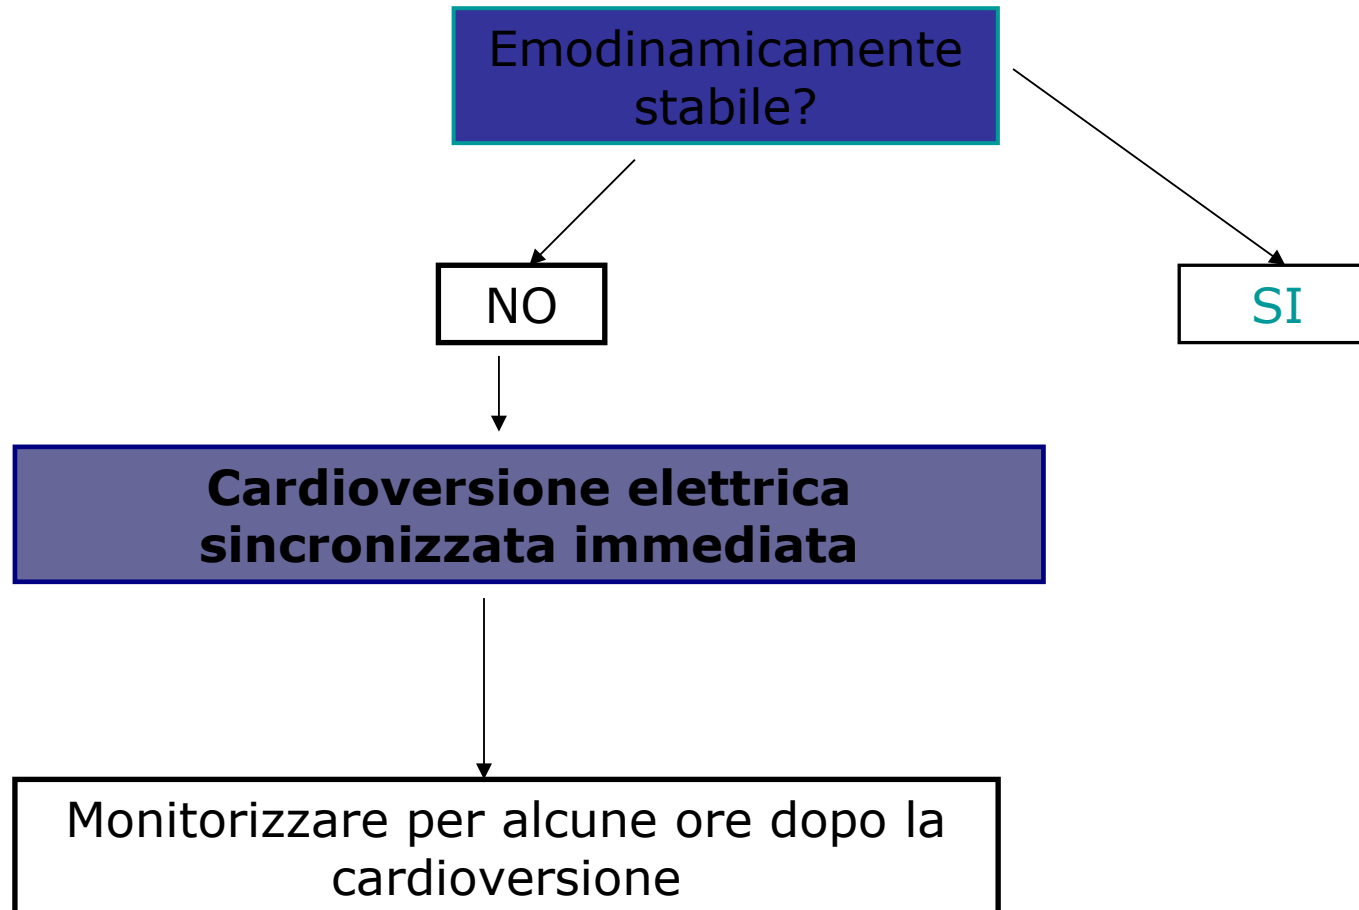 Emodinamicamente
stabile?
NO
SI
Cardioversione elettrica
sincronizzata immediata
Monitorizzare per alcune ore dopo la
cardioversione